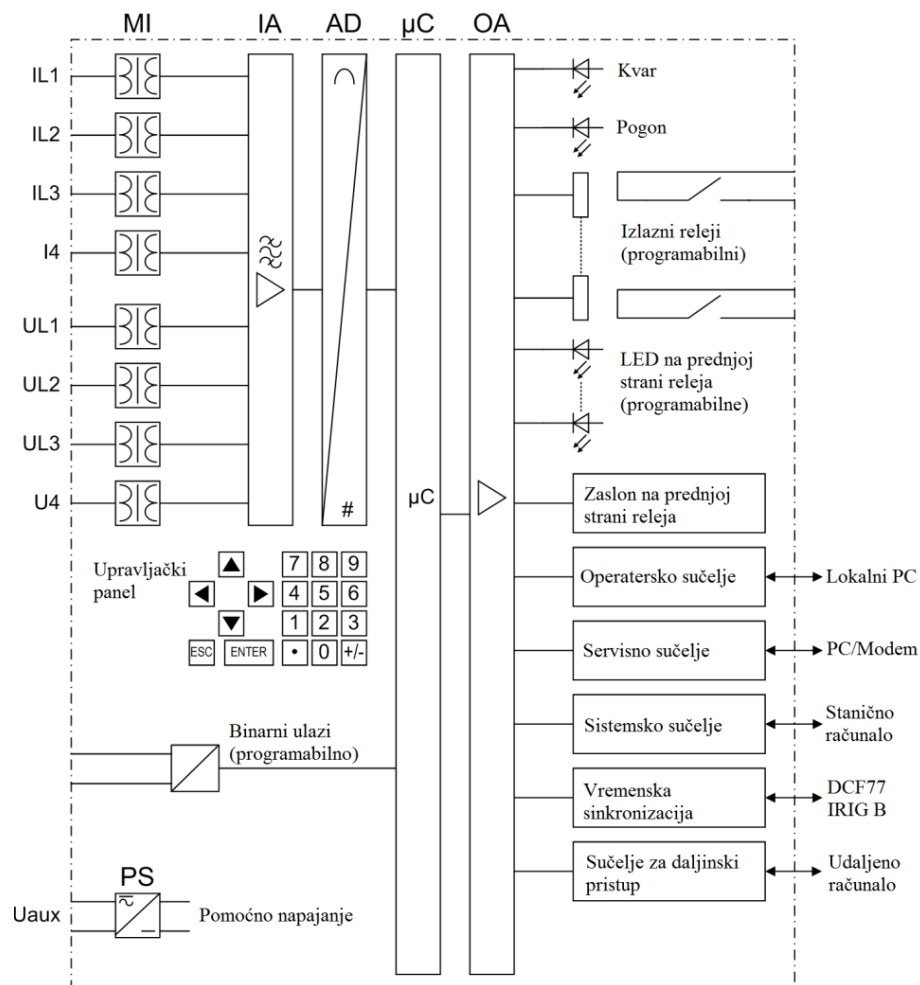 MI IA AD µC OA
IL1
IL2
IL3
I4
UL1
UL2
UL3
U4
#
µC
Kvar
Pogon
Izlazni releji
(programabilni)
LED na prednjoj
strani releja
(programabilne)
Zaslon na prednjoj
strani releja
Operatersko sučelje
Lokalni PC
Servisno sučelje
PC/Modem
Sistemsko sučelje
Stanično
računalo
Vremenska
sinkronizacija
DCF77
IRIG B
Sučelje za daljinski
pristup
Udaljeno
računalo
Upravljački
panel
7 8 9
4 5 6
1 2 3
ESC ENTER • 0 +/-
Binarni ulazi
(programabilno)
PS
Uaux
Pomoćno napajanje